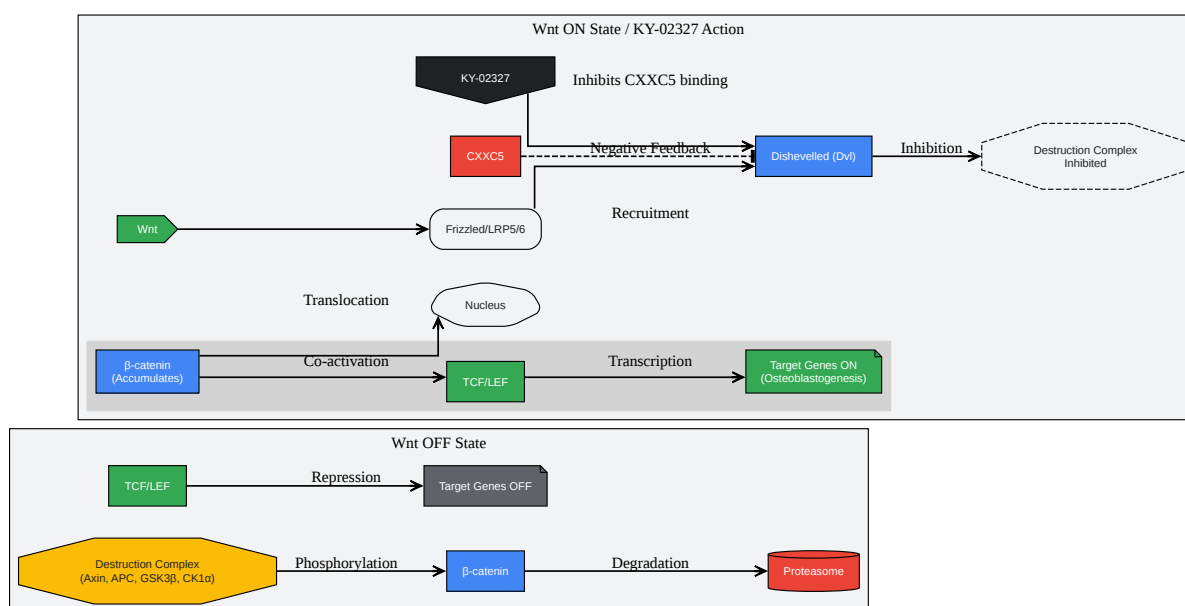 Wnt ON State / KY-02327 Action
KY-02327
Inhibits CXXC5 binding
CXXC5
Negative Feedback
Dishevelled (Dvl)
Inhibition
Destruction Complex
Inhibited
Recruitment
Wnt
Frizzled/LRP5/6
Translocation
Nucleus
β-catenin
(Accumulates)
Co-activation
TCF/LEF
Transcription
Target Genes ON
(Osteoblastogenesis)
Wnt OFF State
TCF/LEF
Repression
Target Genes OFF
Destruction Complex
(Axin, APC, GSK3β, CK1α)
Phosphorylation
β-catenin
Degradation
Proteasome